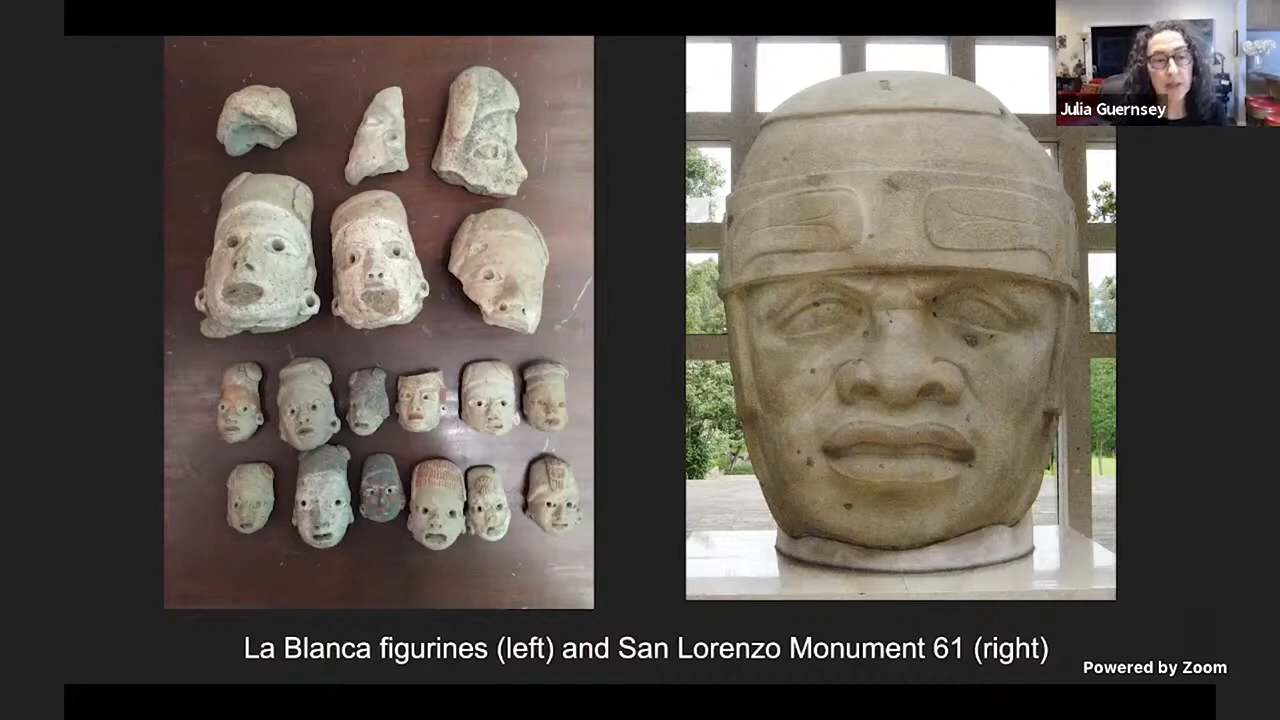 Julia Guernsey
La Blanca figurines (left) and San Lorenzo Monument 61 (right)
Powered by Zoom